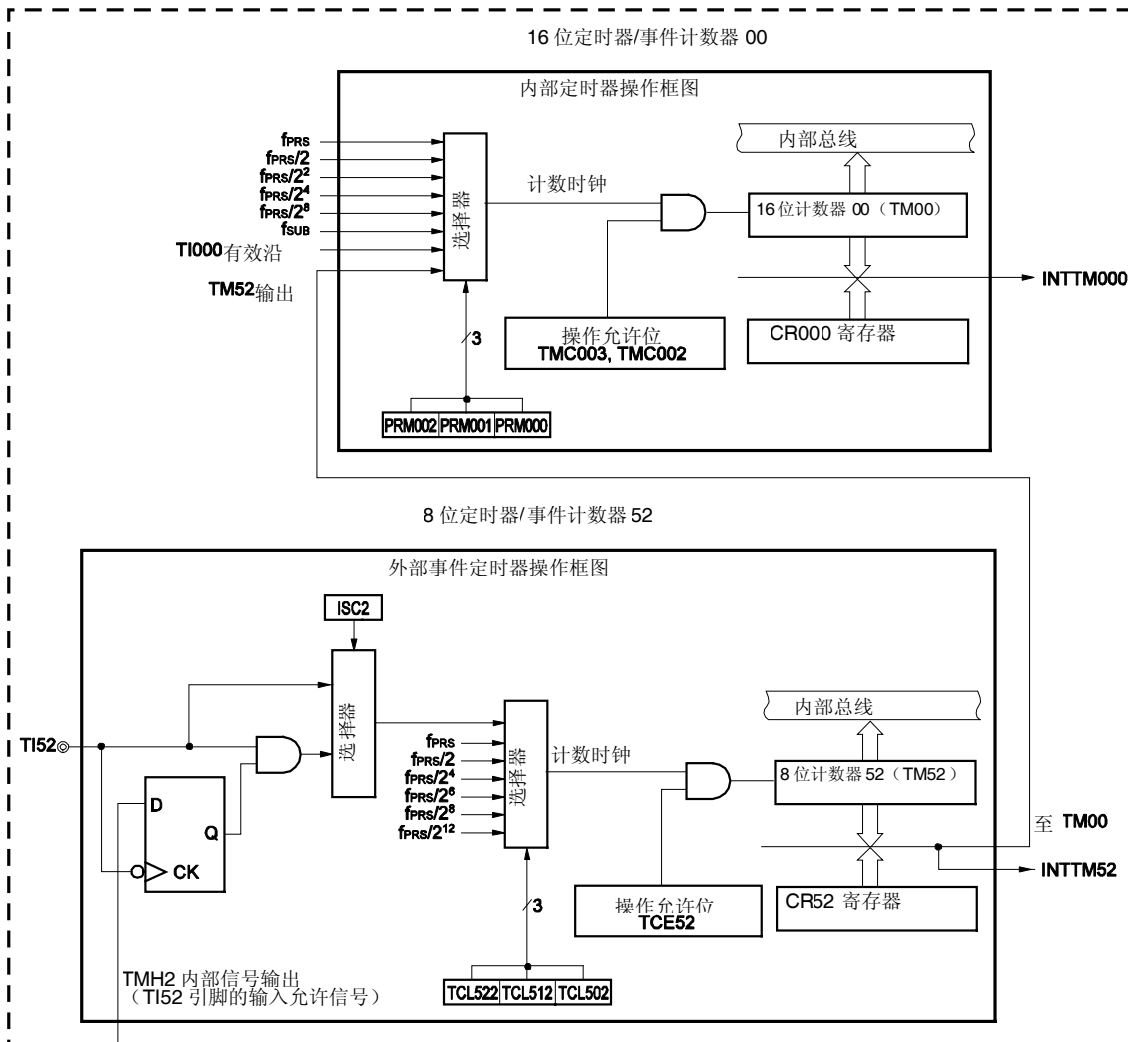 16 位定时器/事件计数器 00
内部定时器操作框图
fPRS
fPRS/2
fPRS/2²
fPRS/2⁴
fPRS/2⁸
fSUB
TI000有效沿
TM52输出
选择器
计数时钟
内部总线
16位计数器 00（TM00）
INTTM000
CR000 寄存器
操作允许位
TMC003, TMC002
3
PRM002 PRM001 PRM000
8 位定时器/事件计数器 52
外部事件定时器操作框图
ISC2
选择器
TI52
D
Q
CK
fPRS
fPRS/2
fPRS/2⁴
fPRS/2⁶
fPRS/2⁸
fPRS/2¹²
选择器
计数时钟
内部总线
8 位计数器 52（TM52）
至 TM00
INTTM52
CR52 寄存器
操作允许位
TCE52
3
TCL522 TCL512 TCL502
TMH2 内部信号输出
（TI52 引脚的输入允许信号）